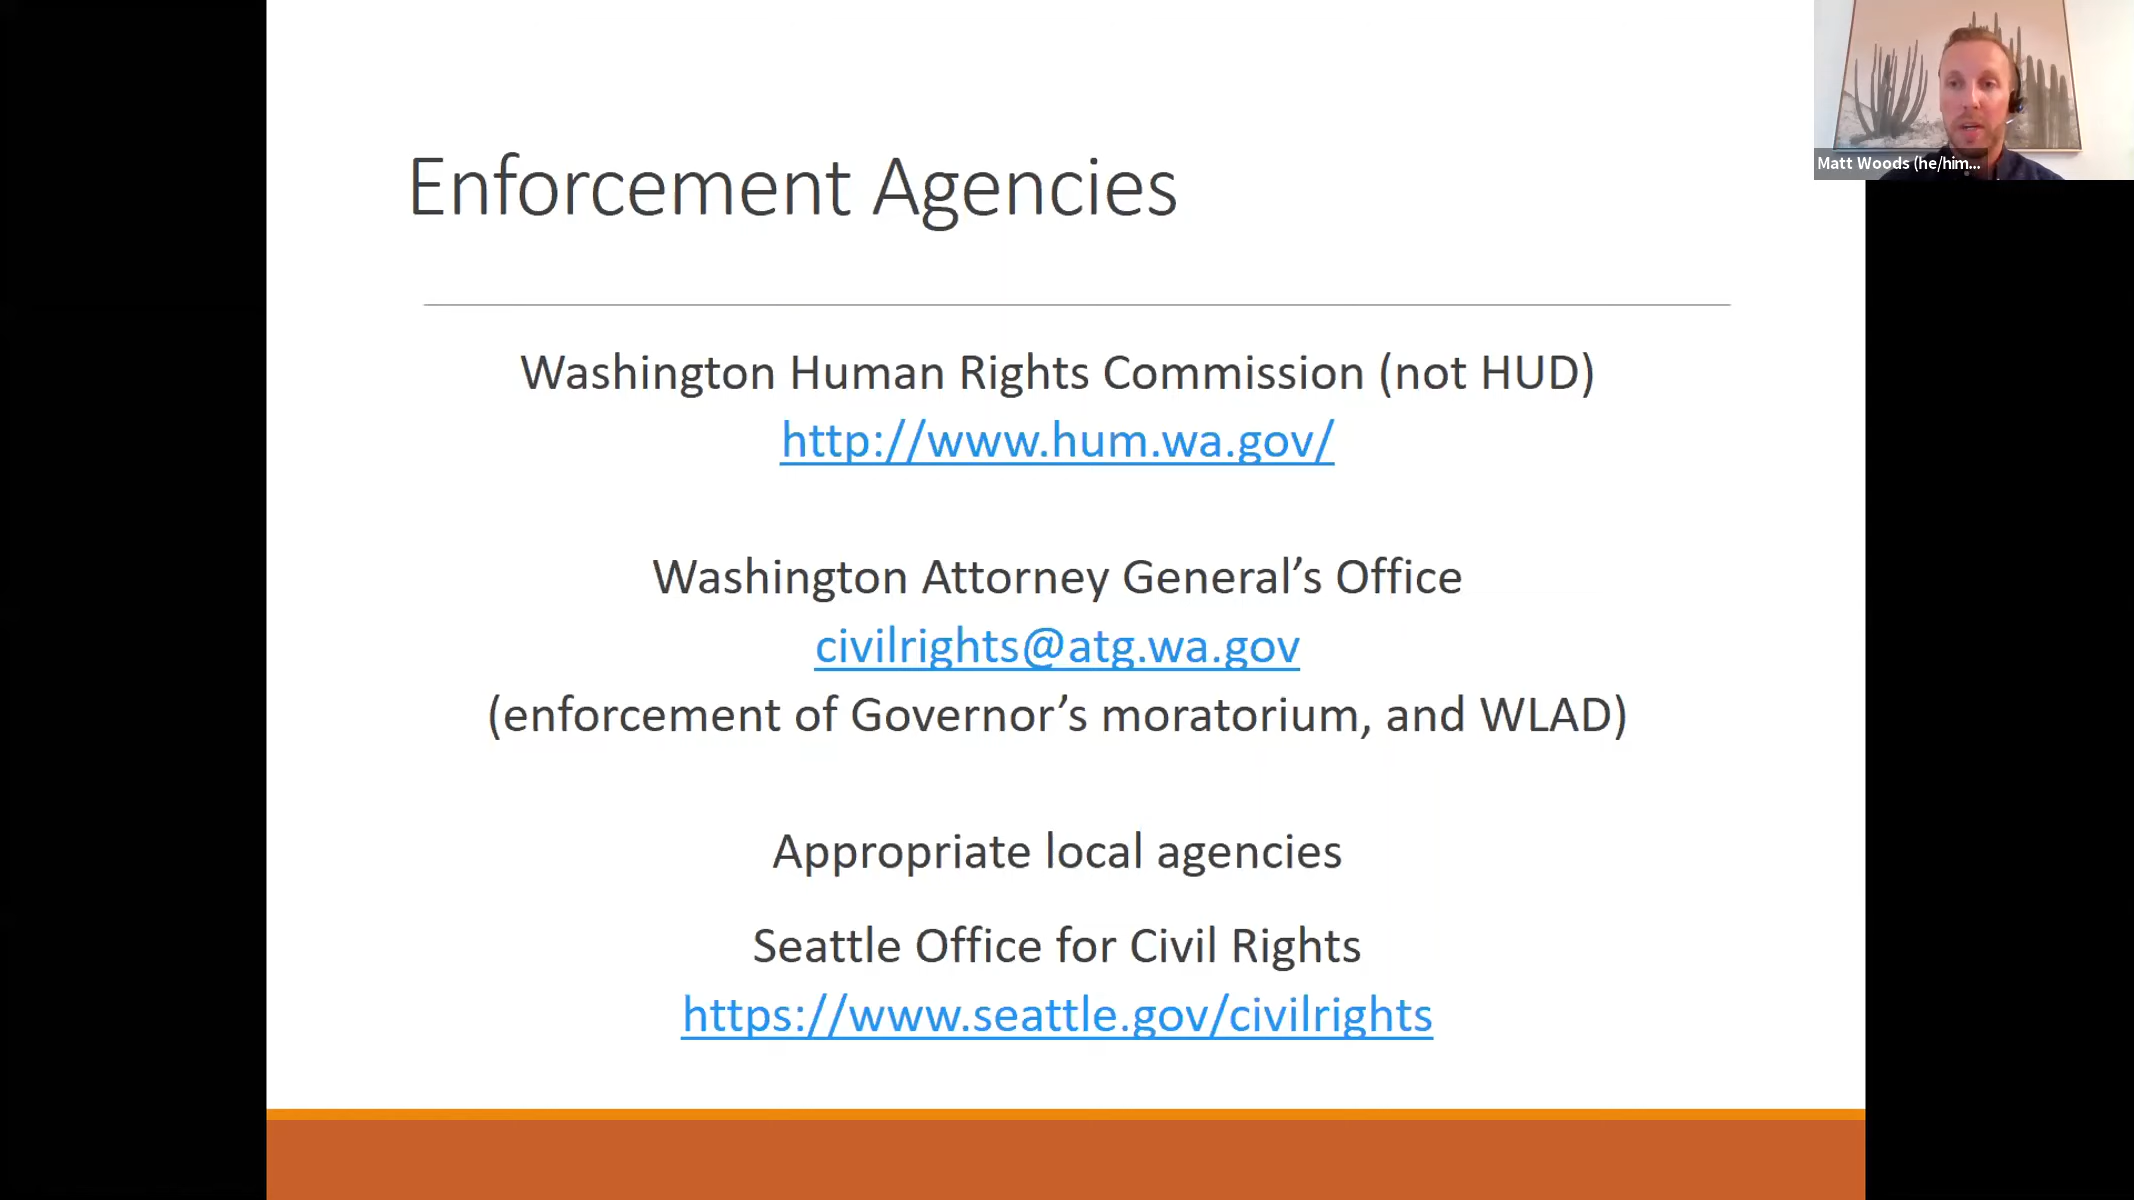 Matt Woods (he/him...
Enforcement Agencies
Washington Human Rights Commission (not HUD)
http://www.hum.wa.gov/
Washington Attorney General’s Office
civilrights@atg.wa.gov
(enforcement of Governor’s moratorium, and WLAD)
Appropriate local agencies
Seattle Office for Civil Rights
https://www.seattle.gov/civilrights